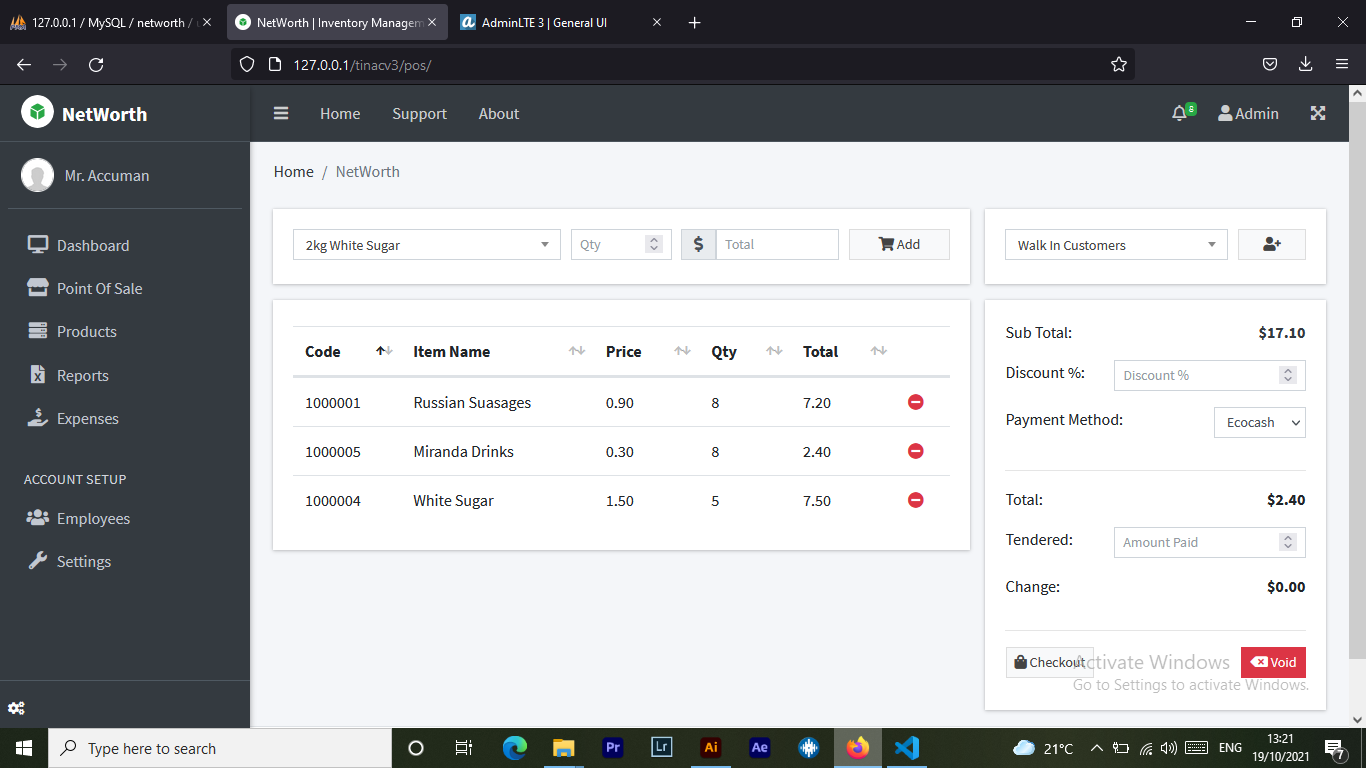 127.0.0.1 / MySQL / networth /
NetWorth | Inventory Managem
AdminLTE 3 | General UI
127.0.0.1/tinacv3/pos/
NetWorth
Home Support About
8
Admin
Mr. Accuman
Home / NetWorth
Dashboard
Point Of Sale
Products
Reports
Expenses
ACCOUNT SETUP
Employees
Settings
2kg White Sugar Qty $ Total Add
Walk In Customers
Code Item Name Price Qty Total
1000001 Russian Suasages 0.90 8 7.20
1000005 Miranda Drinks 0.30 8 2.40
1000004 White Sugar 1.50 5 7.50
Sub Total: $17.10
Discount %: Discount %
Payment Method: Ecocash
Total: $2.40
Tendered: Amount Paid
Change: $0.00
Checkout Void
Activate Windows
Go to Settings to activate Windows.
Type here to search
Pr
Lr
Ai
Ae
21°C
ENG
13:21
19/10/2021
7